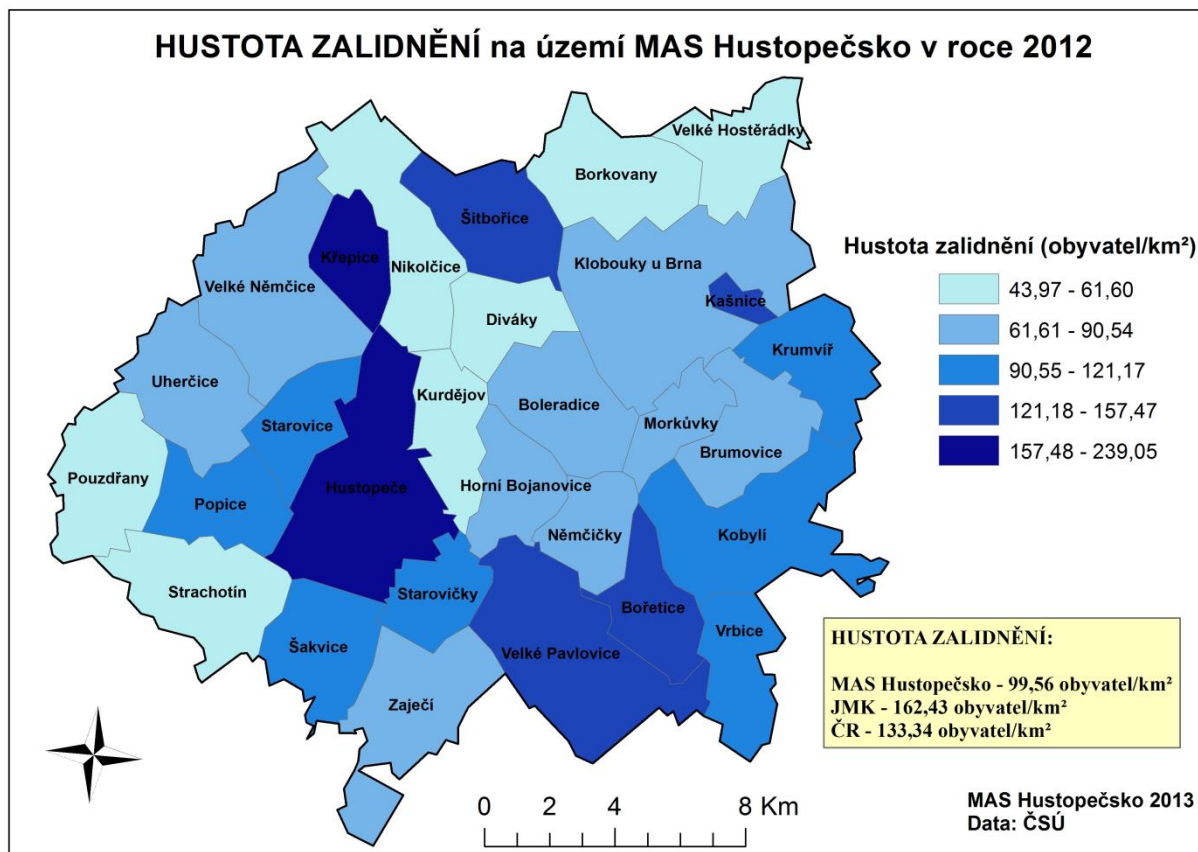 HUSTOTA ZALIDNĚNÍ na území MAS Hustopečsko v roce 2012
Velké Hostěrádky
Borkovany
Šitbořice
Křepice
Nikolčice
Klobouky u Brna
Velké Němčice
Kašnice
Diváky
Krumvíř
Uherčice
Kurdějov
Boleradice
Starovice
Morkůvky
Brumovice
Pouzdřany
Hustopeče
Horní Bojanovice
Popice
Němčičky
Kobylí
Strachotín
Starovičky
Bořetice
Vrbice
Šakvice
Velké Pavlovice
Zaječí
Hustota zalidnění (obyvatel/km²)
43,97 - 61,60
61,61 - 90,54
90,55 - 121,17
121,18 - 157,47
157,48 - 239,05
HUSTOTA ZALIDNĚNÍ:
MAS Hustopečsko - 99,56 obyvatel/km²
JMK - 162,43 obyvatel/km²
ČR - 133,34 obyvatel/km²
0 2 4 8 Km
MAS Hustopečsko 2013
Data: ČSÚ